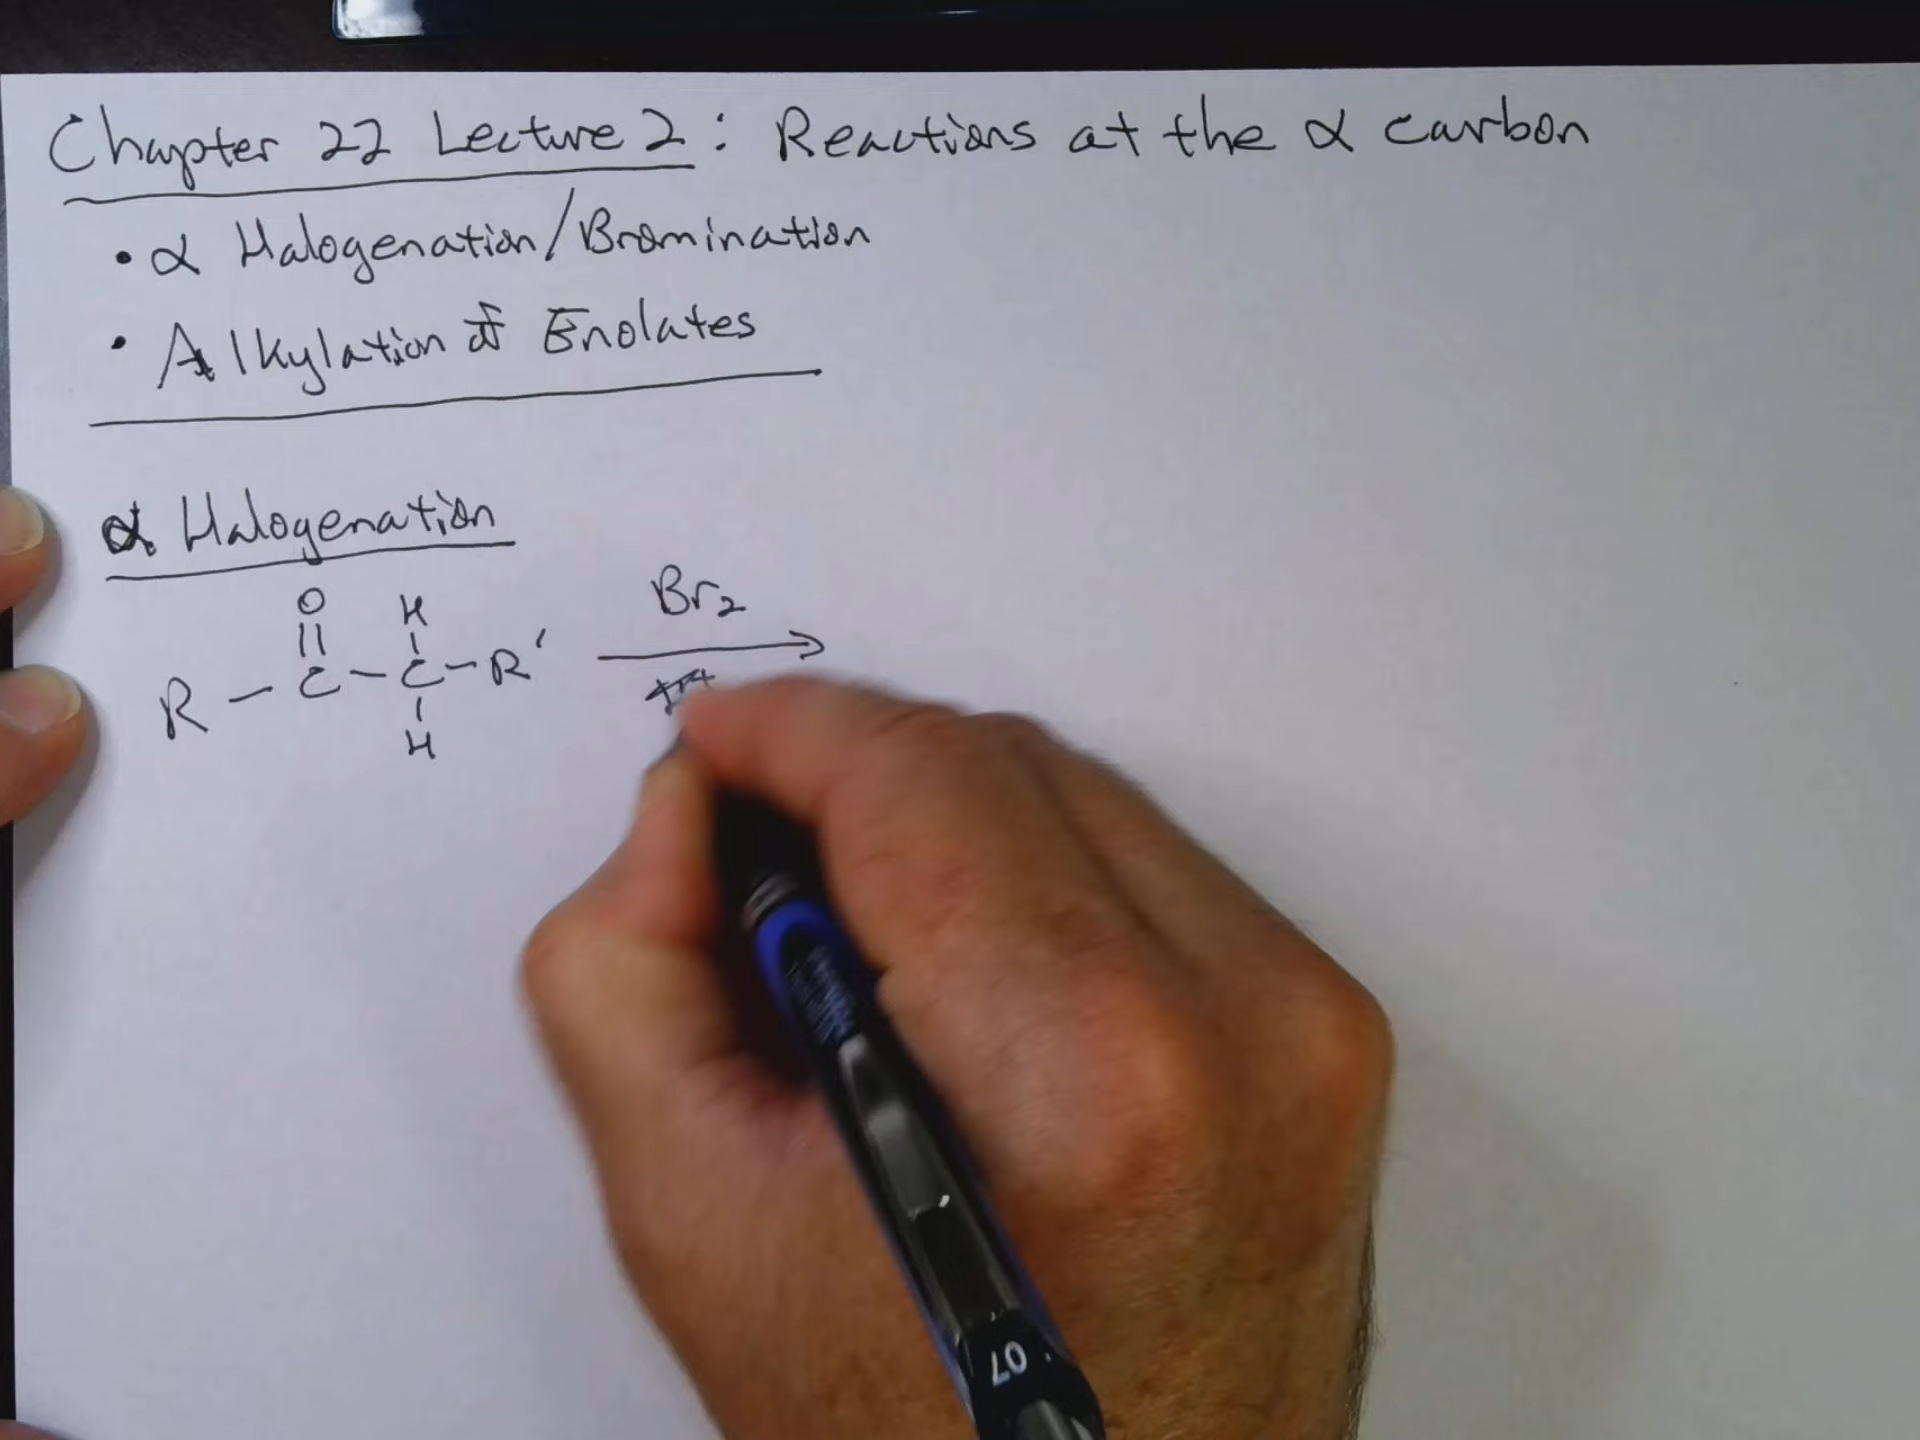 Chapter 22 Lecture 2: Reactions at the α carbon
• α Halogenation/Bromination
• Alkylation of Enolates
α Halogenation
O H Br2
R - C - C - R'
H
07